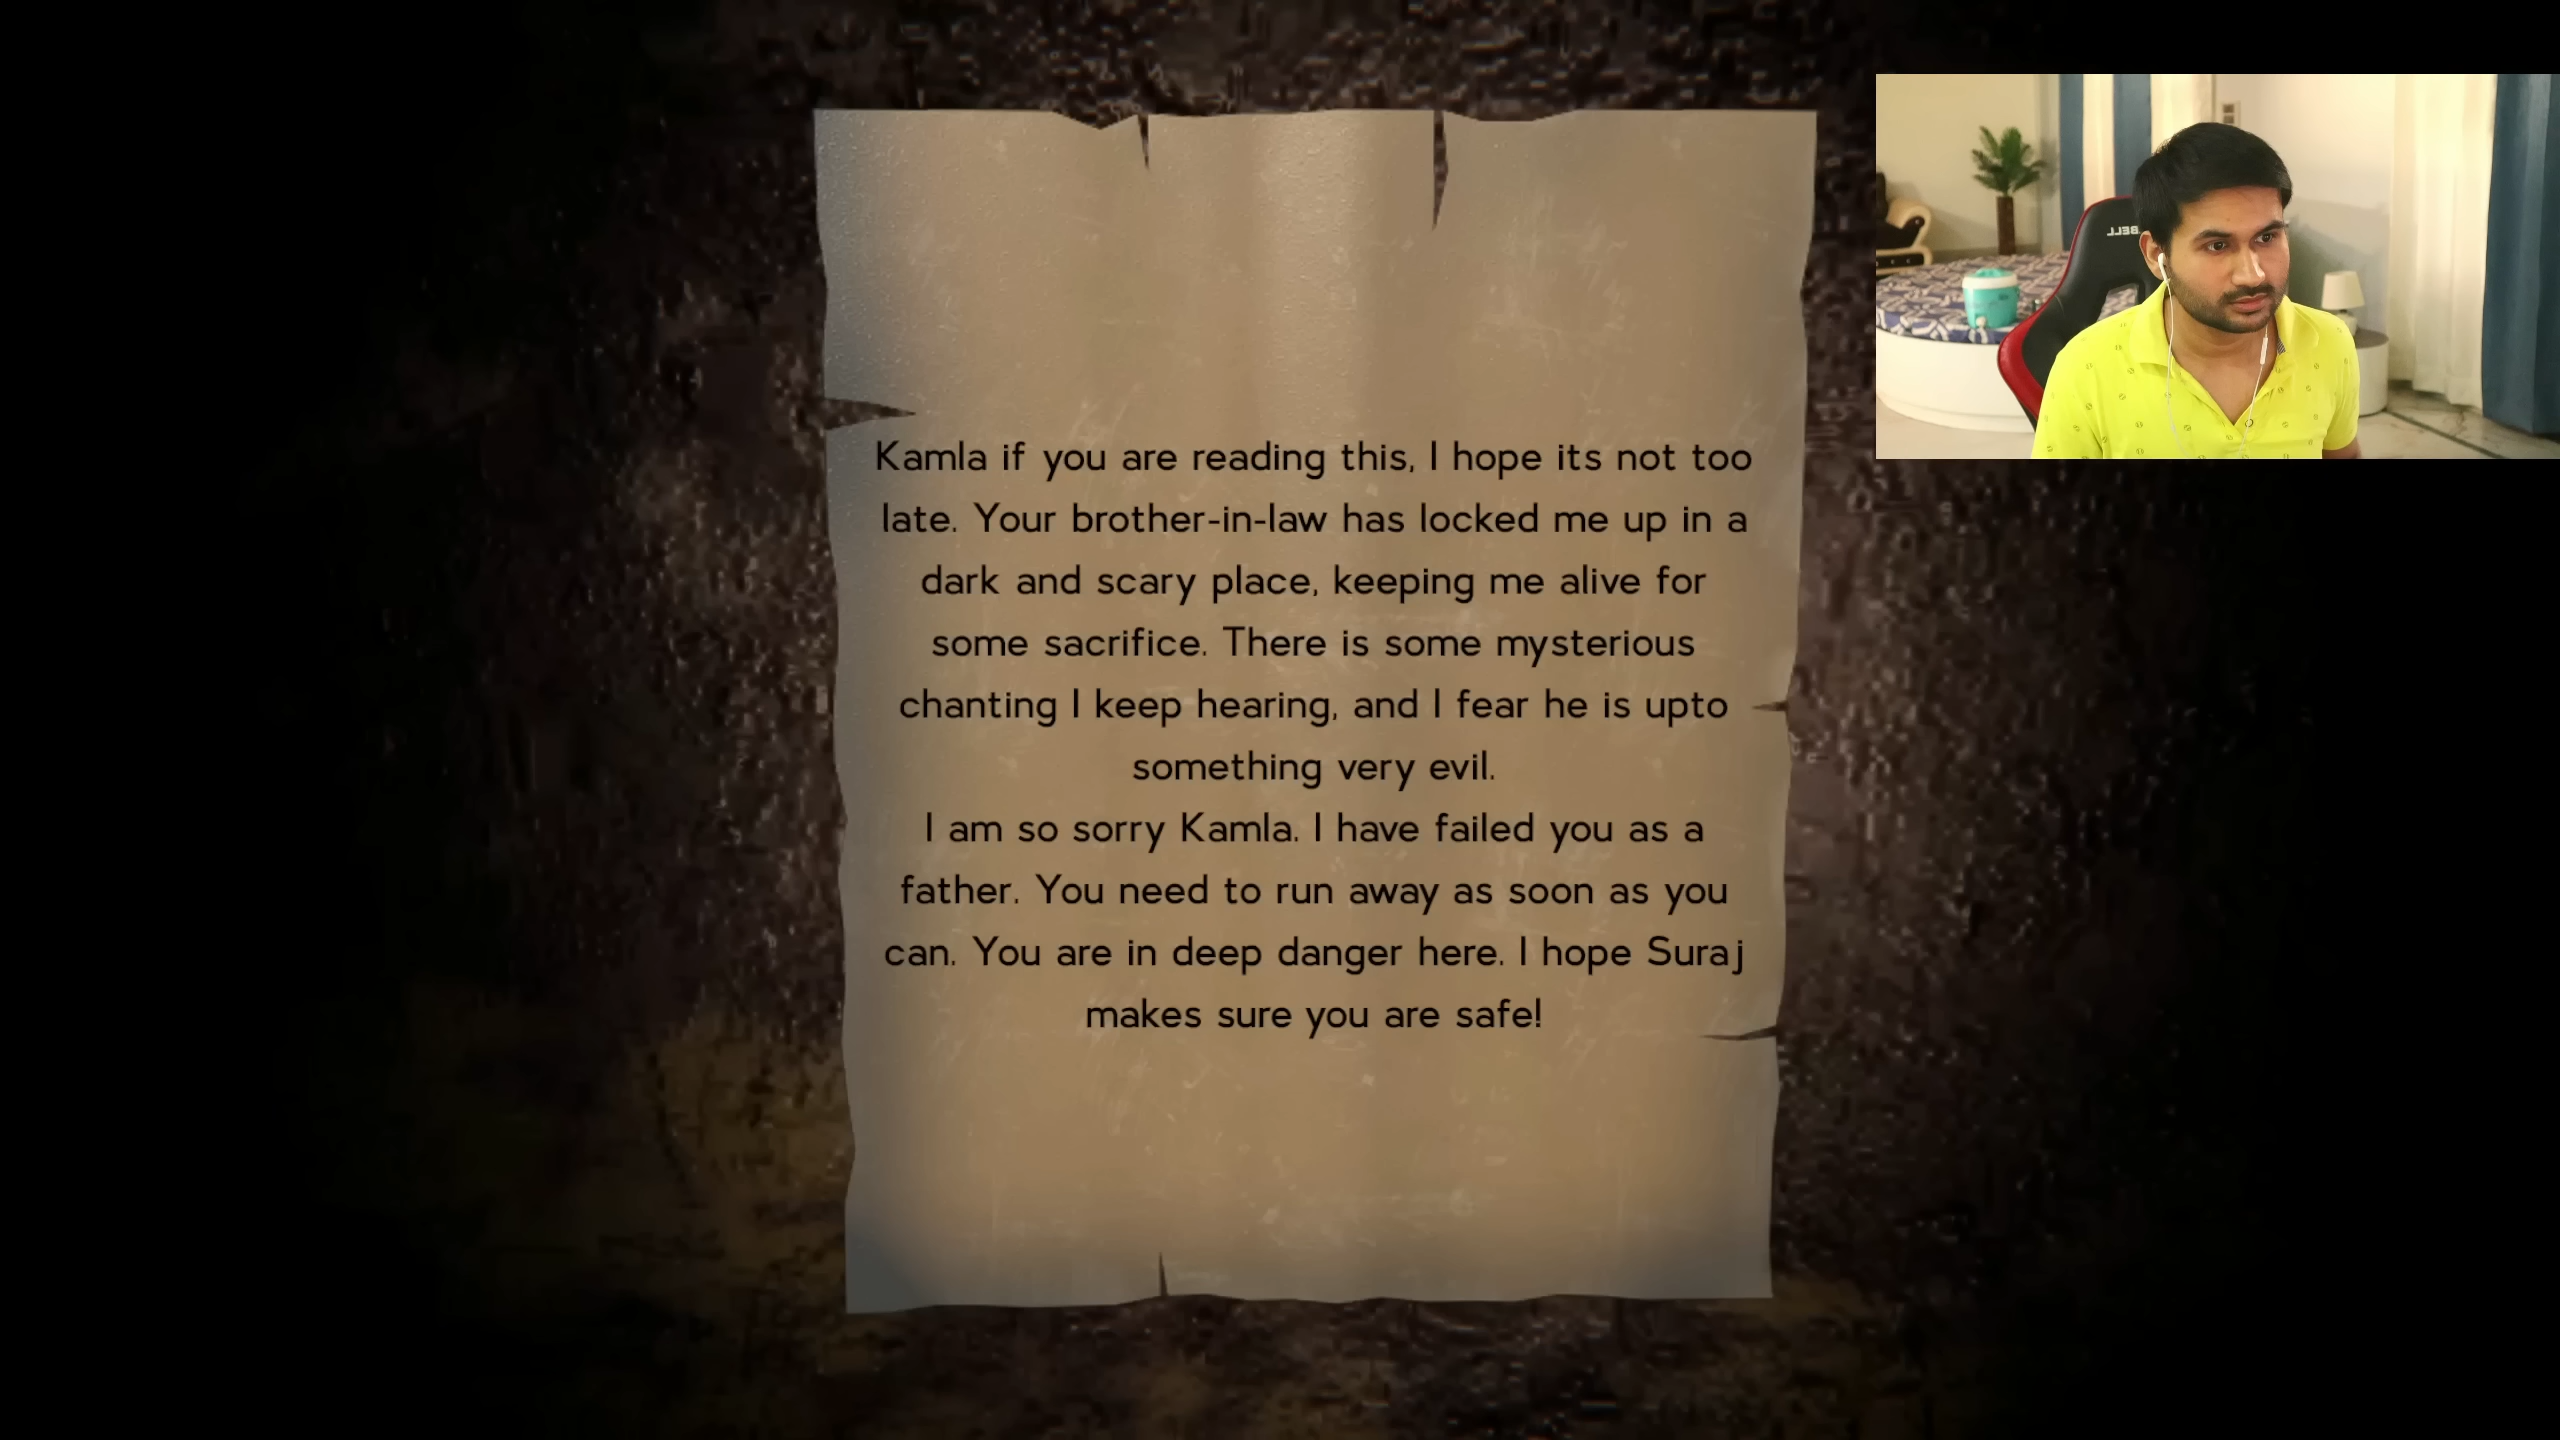 Kamla if you are reading this, I hope its not too
late. Your brother-in-law has locked me up in a
dark and scary place, keeping me alive for
some sacrifice. There is some mysterious
chanting I keep hearing, and I fear he is upto
something very evil.
I am so sorry Kamla. I have failed you as a
father. You need to run away as soon as you
can. You are in deep danger here. I hope Suraj
makes sure you are safe!